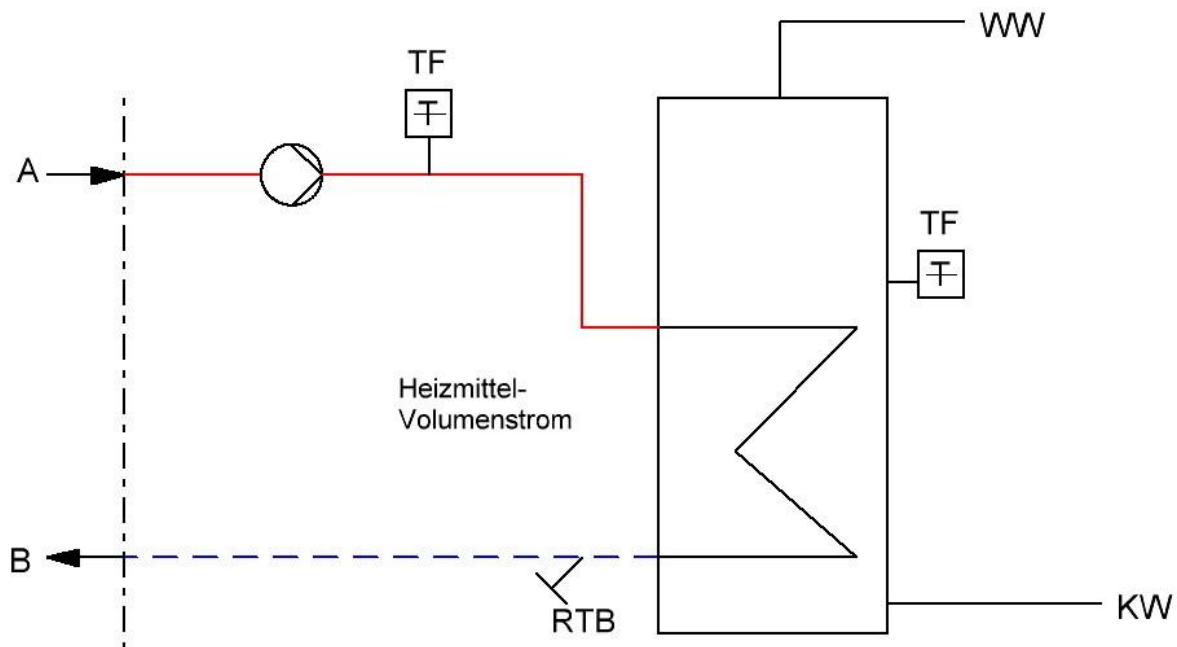 WW
TF
T
A
TF
T
Heizmittel-
Volumenstrom
B
RTB
KW